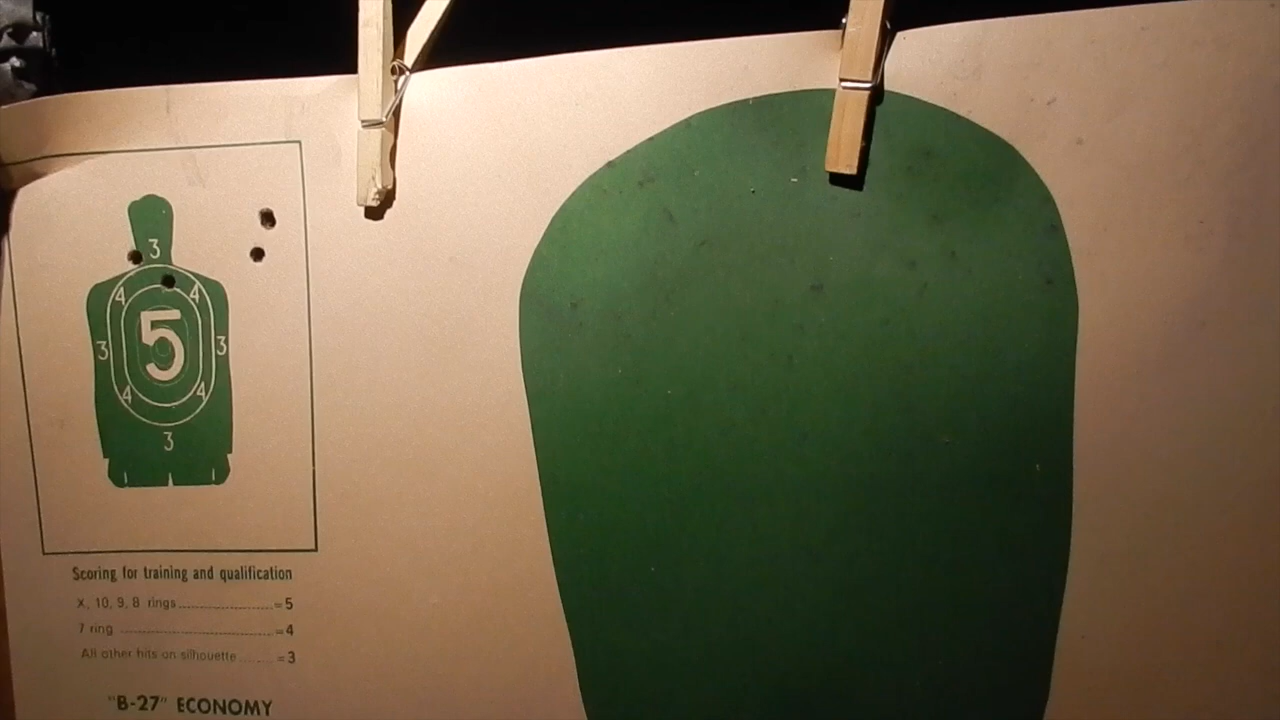 3
4 4
5
3 3
4 4
3
Scoring for training and qualification
X, 10, 9, 8 rings ........................ =5
7 ring ........................................ =4
All other hits on silhouette ........ =3
"B-27" ECONOMY